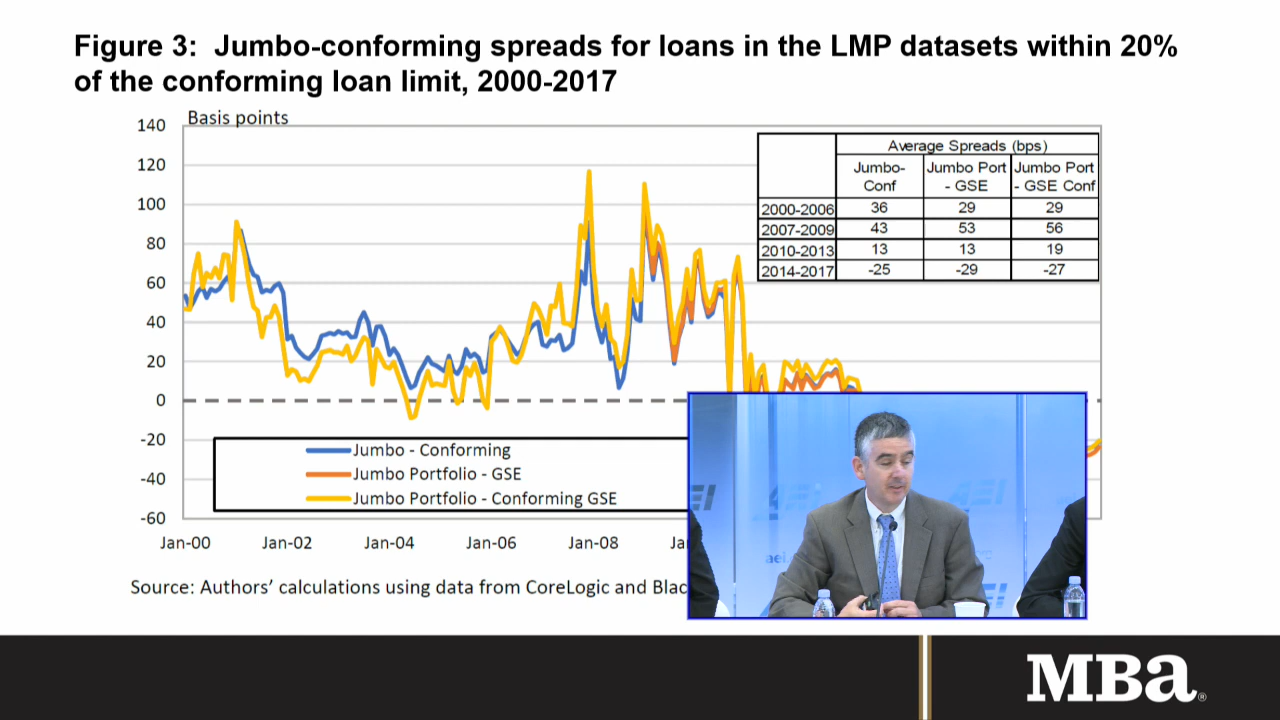 Figure 3: Jumbo-conforming spreads for loans in the LMP datasets within 20%
of the conforming loan limit, 2000-2017
Basis points
140
120
100
80
60
40
20
0
-20
-40
-60
Average Spreads (bps)
Jumbo-Conf
Jumbo Port - GSE
Jumbo Port - GSE Conf
2000-2006 36 29 29
2007-2009 43 53 56
2010-2013 13 13 19
2014-2017 -25 -29 -27
Jumbo - Conforming
Jumbo Portfolio - GSE
Jumbo Portfolio - Conforming GSE
Jan-00 Jan-02 Jan-04 Jan-06 Jan-08
Source: Authors' calculations using data from CoreLogic and
AEI
AEI
MBa